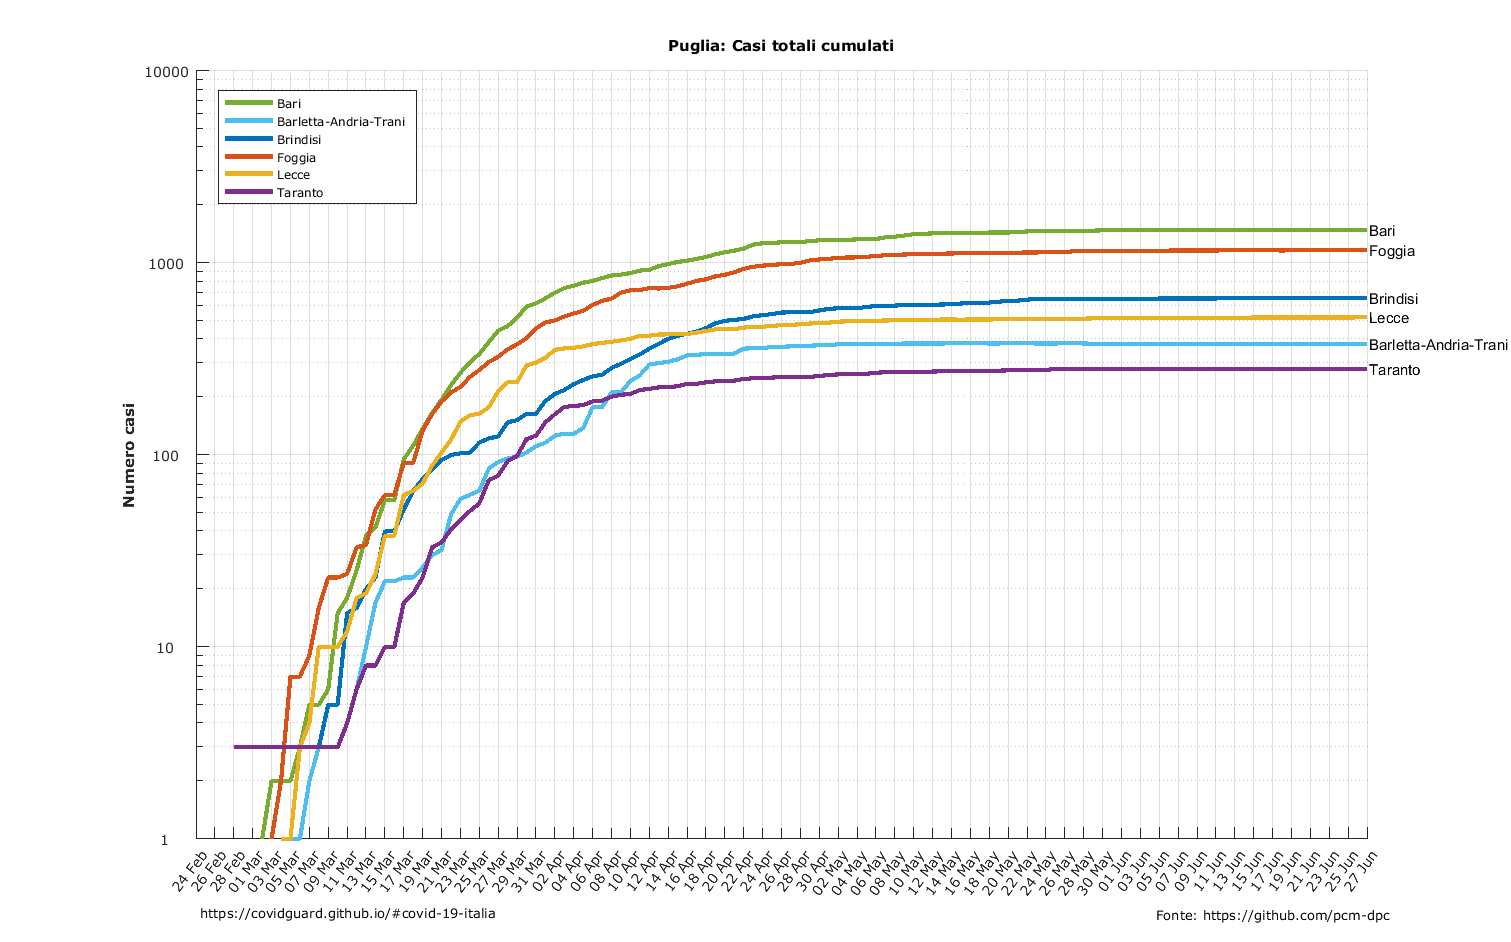 Puglia: Casi totali cumulati
10000
1000
100
10
1
Numero casi
Bari
Barletta-Andria-Trani
Brindisi
Foggia
Lecce
Taranto
Bari
Foggia
Brindisi
Lecce
Barletta-Andria-Trani
Taranto
24 Feb
26 Feb
28 Feb
01 Mar
03 Mar
05 Mar
07 Mar
09 Mar
11 Mar
13 Mar
15 Mar
17 Mar
19 Mar
21 Mar
23 Mar
25 Mar
27 Mar
29 Mar
31 Mar
02 Apr
04 Apr
06 Apr
08 Apr
10 Apr
12 Apr
14 Apr
16 Apr
18 Apr
20 Apr
22 Apr
24 Apr
26 Apr
28 Apr
30 Apr
02 May
04 May
06 May
08 May
10 May
12 May
14 May
16 May
18 May
20 May
22 May
24 May
26 May
28 May
30 May
01 Jun
03 Jun
05 Jun
07 Jun
09 Jun
11 Jun
13 Jun
15 Jun
17 Jun
19 Jun
21 Jun
23 Jun
25 Jun
27 Jun
https://covidguard.github.io/#covid-19-italia
Fonte: https://github.com/pcm-dpc